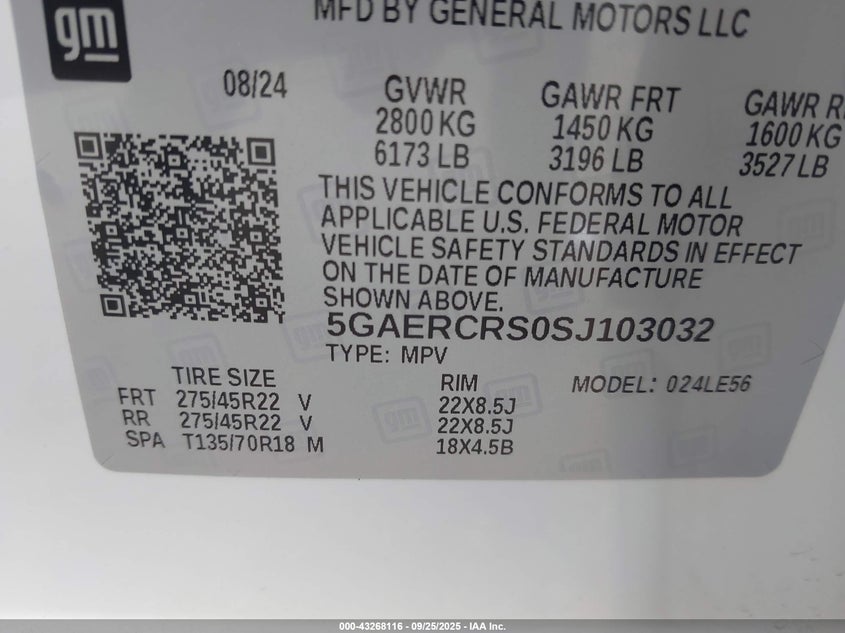 gm
MFD BY GENERAL MOTORS LLC
08/24 GVWR GAWR FRT GAWR
2800 KG 1450 KG 1600 KG
6173 LB 3196 LB 3527 LB
THIS VEHICLE CONFORMS TO ALL
APPLICABLE U.S. FEDERAL MOTOR
VEHICLE SAFETY STANDARDS IN EFFECT
ON THE DATE OF MANUFACTURE
SHOWN ABOVE.
5GAERCRS0SJ103032
TYPE: MPV
TIRE SIZE RIM MODEL: 024LE56
FRT 275/45R22 V 22X8.5J
RR 275/45R22 V 22X8.5J
SPA T135/70R18 M 18X4.5B
000-43268116 - 09/25/2025 - IAA Inc.